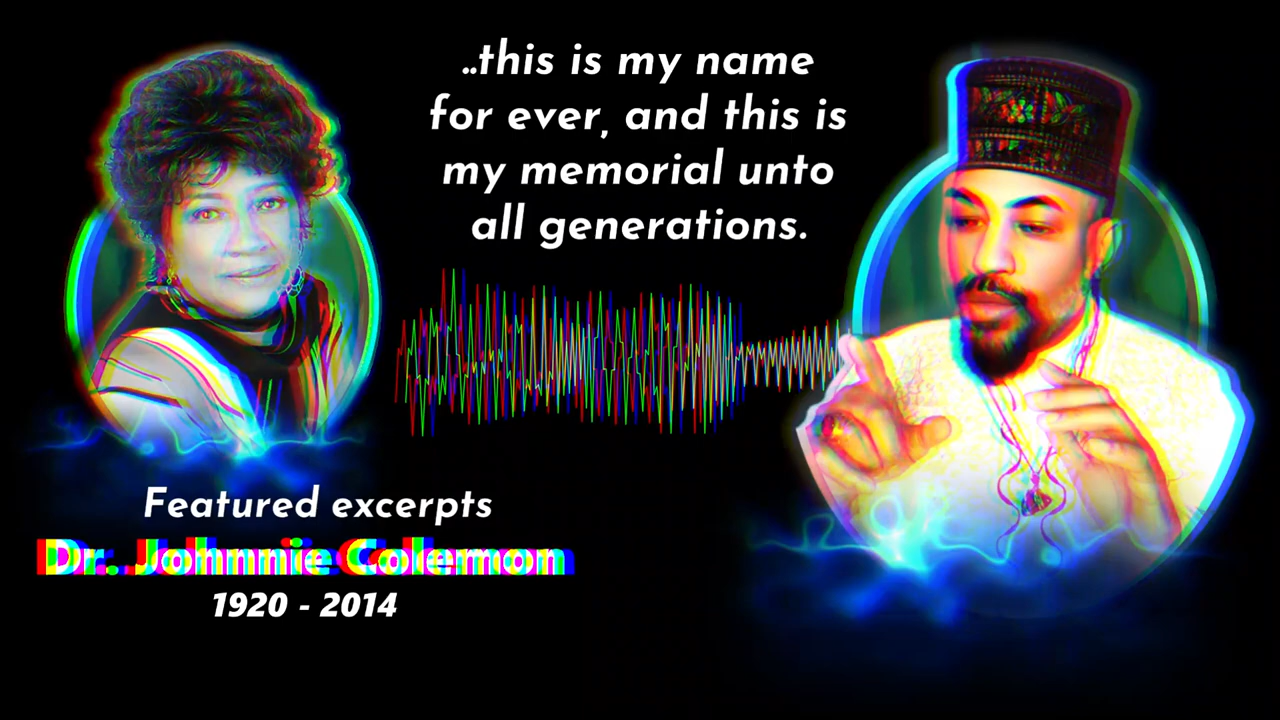 ..this is my name
for ever, and this is
my memorial unto
all generations.
Featured excerpts
Dr. Johnnie Colemon
1920 - 2014